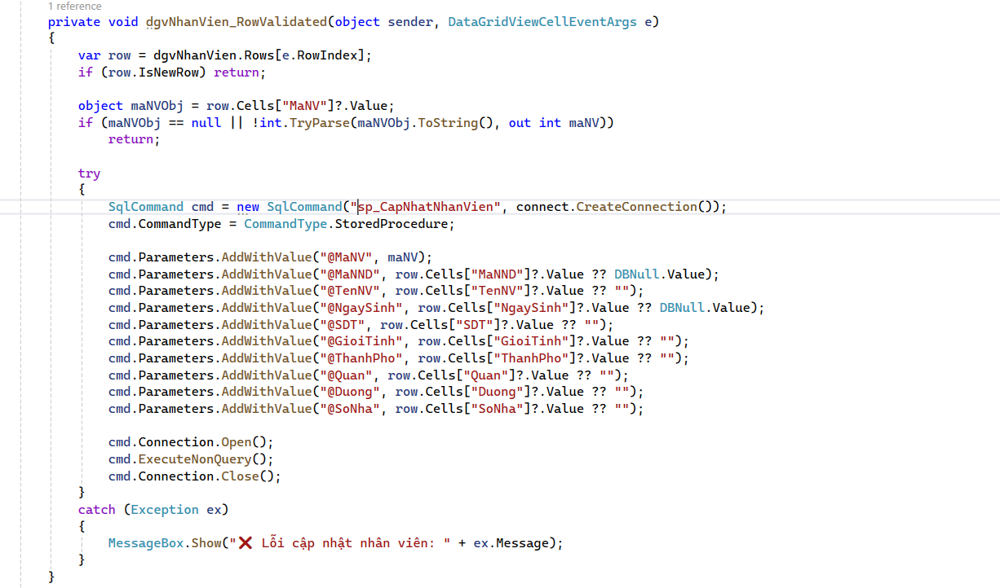 1 reference
private void dgvNhanVien_RowValidated(object sender, DataGridViewCellEventArgs e)
{
    var row = dgvNhanVien.Rows[e.RowIndex];
    if (row.IsNewRow) return;

    object maNVObj = row.Cells["MaNV"]?.Value;
    if (maNVObj == null || !int.TryParse(maNVObj.ToString(), out int maNV))
        return;

    try
    {
        SqlCommand cmd = new SqlCommand("sp_CapNhatNhanVien", connect.CreateConnection());
        cmd.CommandType = CommandType.StoredProcedure;

        cmd.Parameters.AddWithValue("@MaNV", maNV);
        cmd.Parameters.AddWithValue("@MaNND", row.Cells["MaNND"]?.Value ?? DBNull.Value);
        cmd.Parameters.AddWithValue("@TenNV", row.Cells["TenNV"]?.Value ?? "");
        cmd.Parameters.AddWithValue("@NgaySinh", row.Cells["NgaySinh"]?.Value ?? DBNull.Value);
        cmd.Parameters.AddWithValue("@SDT", row.Cells["SDT"]?.Value ?? "");
        cmd.Parameters.AddWithValue("@GioiTinh", row.Cells["GioiTinh"]?.Value ?? "");
        cmd.Parameters.AddWithValue("@ThanhPho", row.Cells["ThanhPho"]?.Value ?? "");
        cmd.Parameters.AddWithValue("@Quan", row.Cells["Quan"]?.Value ?? "");
        cmd.Parameters.AddWithValue("@Duong", row.Cells["Duong"]?.Value ?? "");
        cmd.Parameters.AddWithValue("@SoNha", row.Cells["SoNha"]?.Value ?? "");

        cmd.Connection.Open();
        cmd.ExecuteNonQuery();
        cmd.Connection.Close();
    }
    catch (Exception ex)
    {
        MessageBox.Show("❌ Lỗi cập nhật nhân viên: " + ex.Message);
    }
}